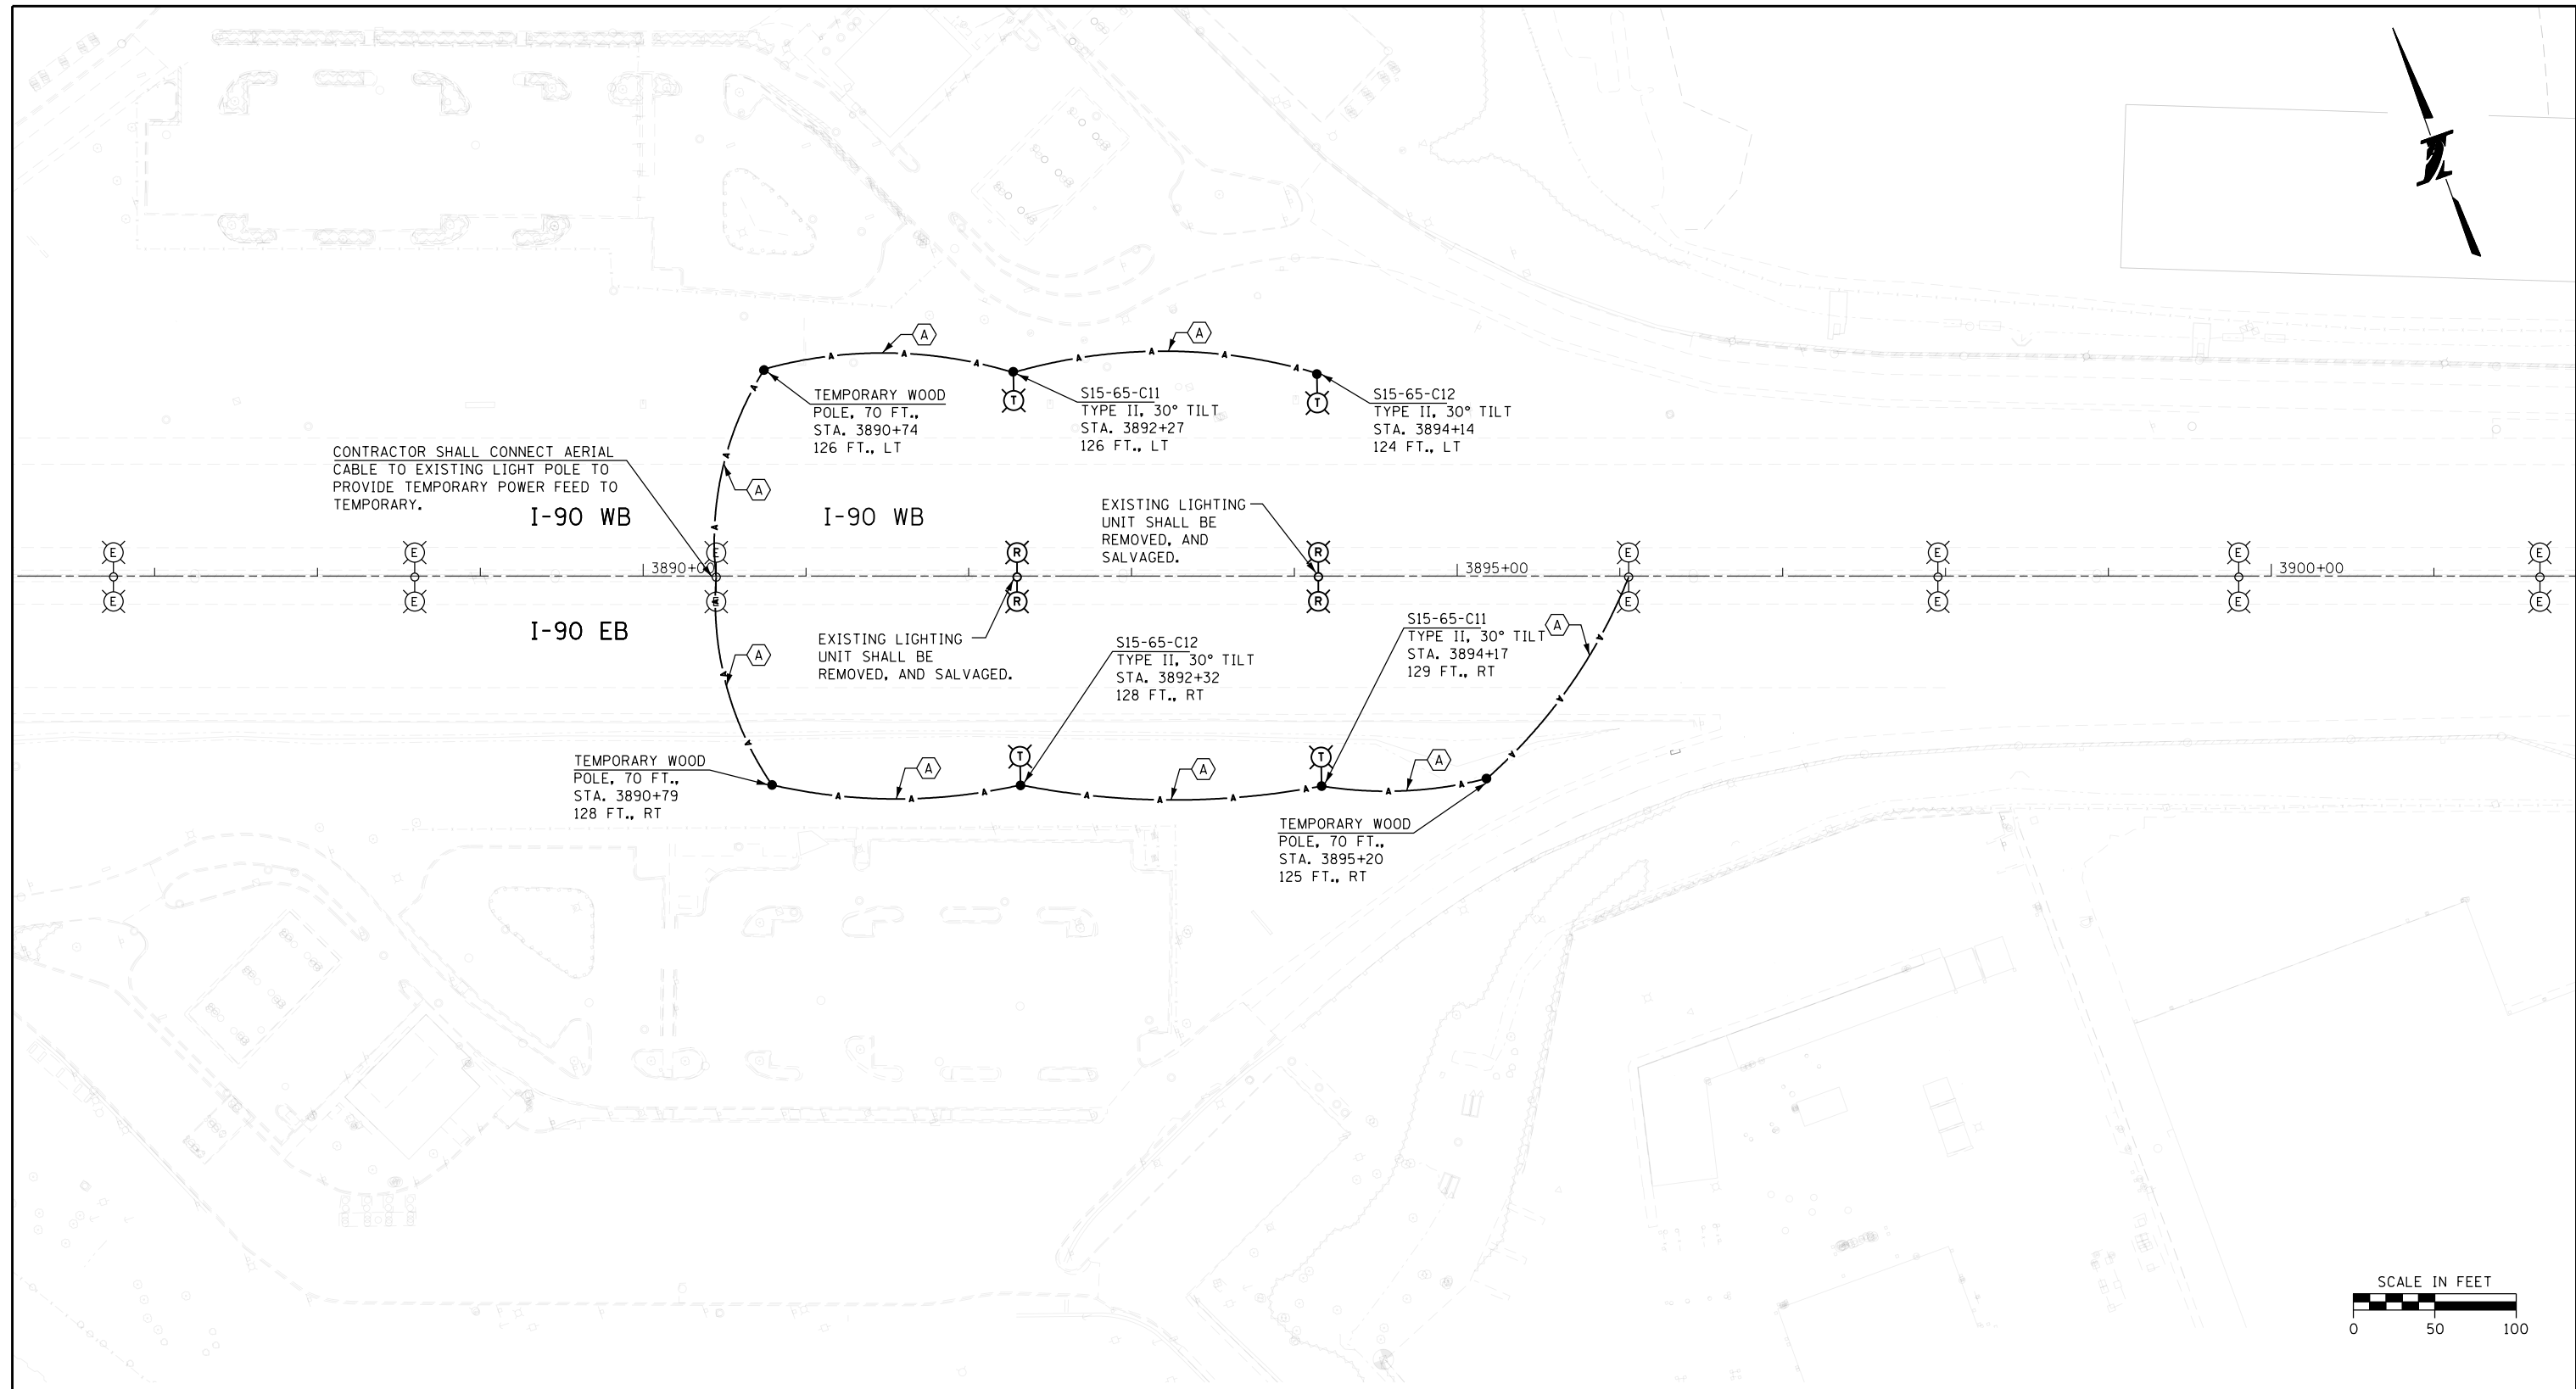 A
A
TEMPORARY WOOD
POLE, 70 FT.,
STA. 3890+74
126 FT., LT
S15-65-C11
TYPE II, 30° TILT
STA. 3892+27
126 FT., LT
S15-65-C12
TYPE II, 30° TILT
STA. 3894+14
124 FT., LT
T
T
CONTRACTOR SHALL CONNECT AERIAL
CABLE TO EXISTING LIGHT POLE TO
PROVIDE TEMPORARY POWER FEED TO
TEMPORARY.
A
I-90 WB
I-90 WB
EXISTING LIGHTING
UNIT SHALL BE
REMOVED, AND
SALVAGED.
E E E R R E E E E
3890+00
3895+00
3900+00
E E E R R E E E E
I-90 EB
A
EXISTING LIGHTING
UNIT SHALL BE
REMOVED, AND SALVAGED.
S15-65-C12
TYPE II, 30° TILT
STA. 3892+32
128 FT., RT
S15-65-C11
TYPE II, 30° TILT
STA. 3894+17
129 FT., RT
A
T
T
TEMPORARY WOOD
POLE, 70 FT.,
STA. 3890+79
128 FT., RT
A
A
A
TEMPORARY WOOD
POLE, 70 FT.,
STA. 3895+20
125 FT., RT
SCALE IN FEET
0 50 100